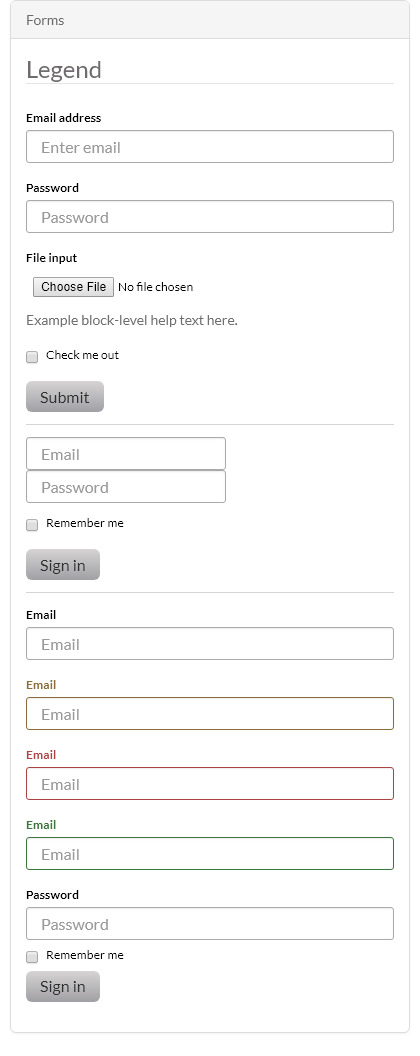 Forms
Legend
Email address
Enter email
Password
Password
File input
Choose File No file chosen
Example block-level help text here.
Check me out
Submit
Email
Password
Remember me
Sign in
Email
Email
Email
Email
Email
Email
Email
Email
Password
Password
Remember me
Sign in